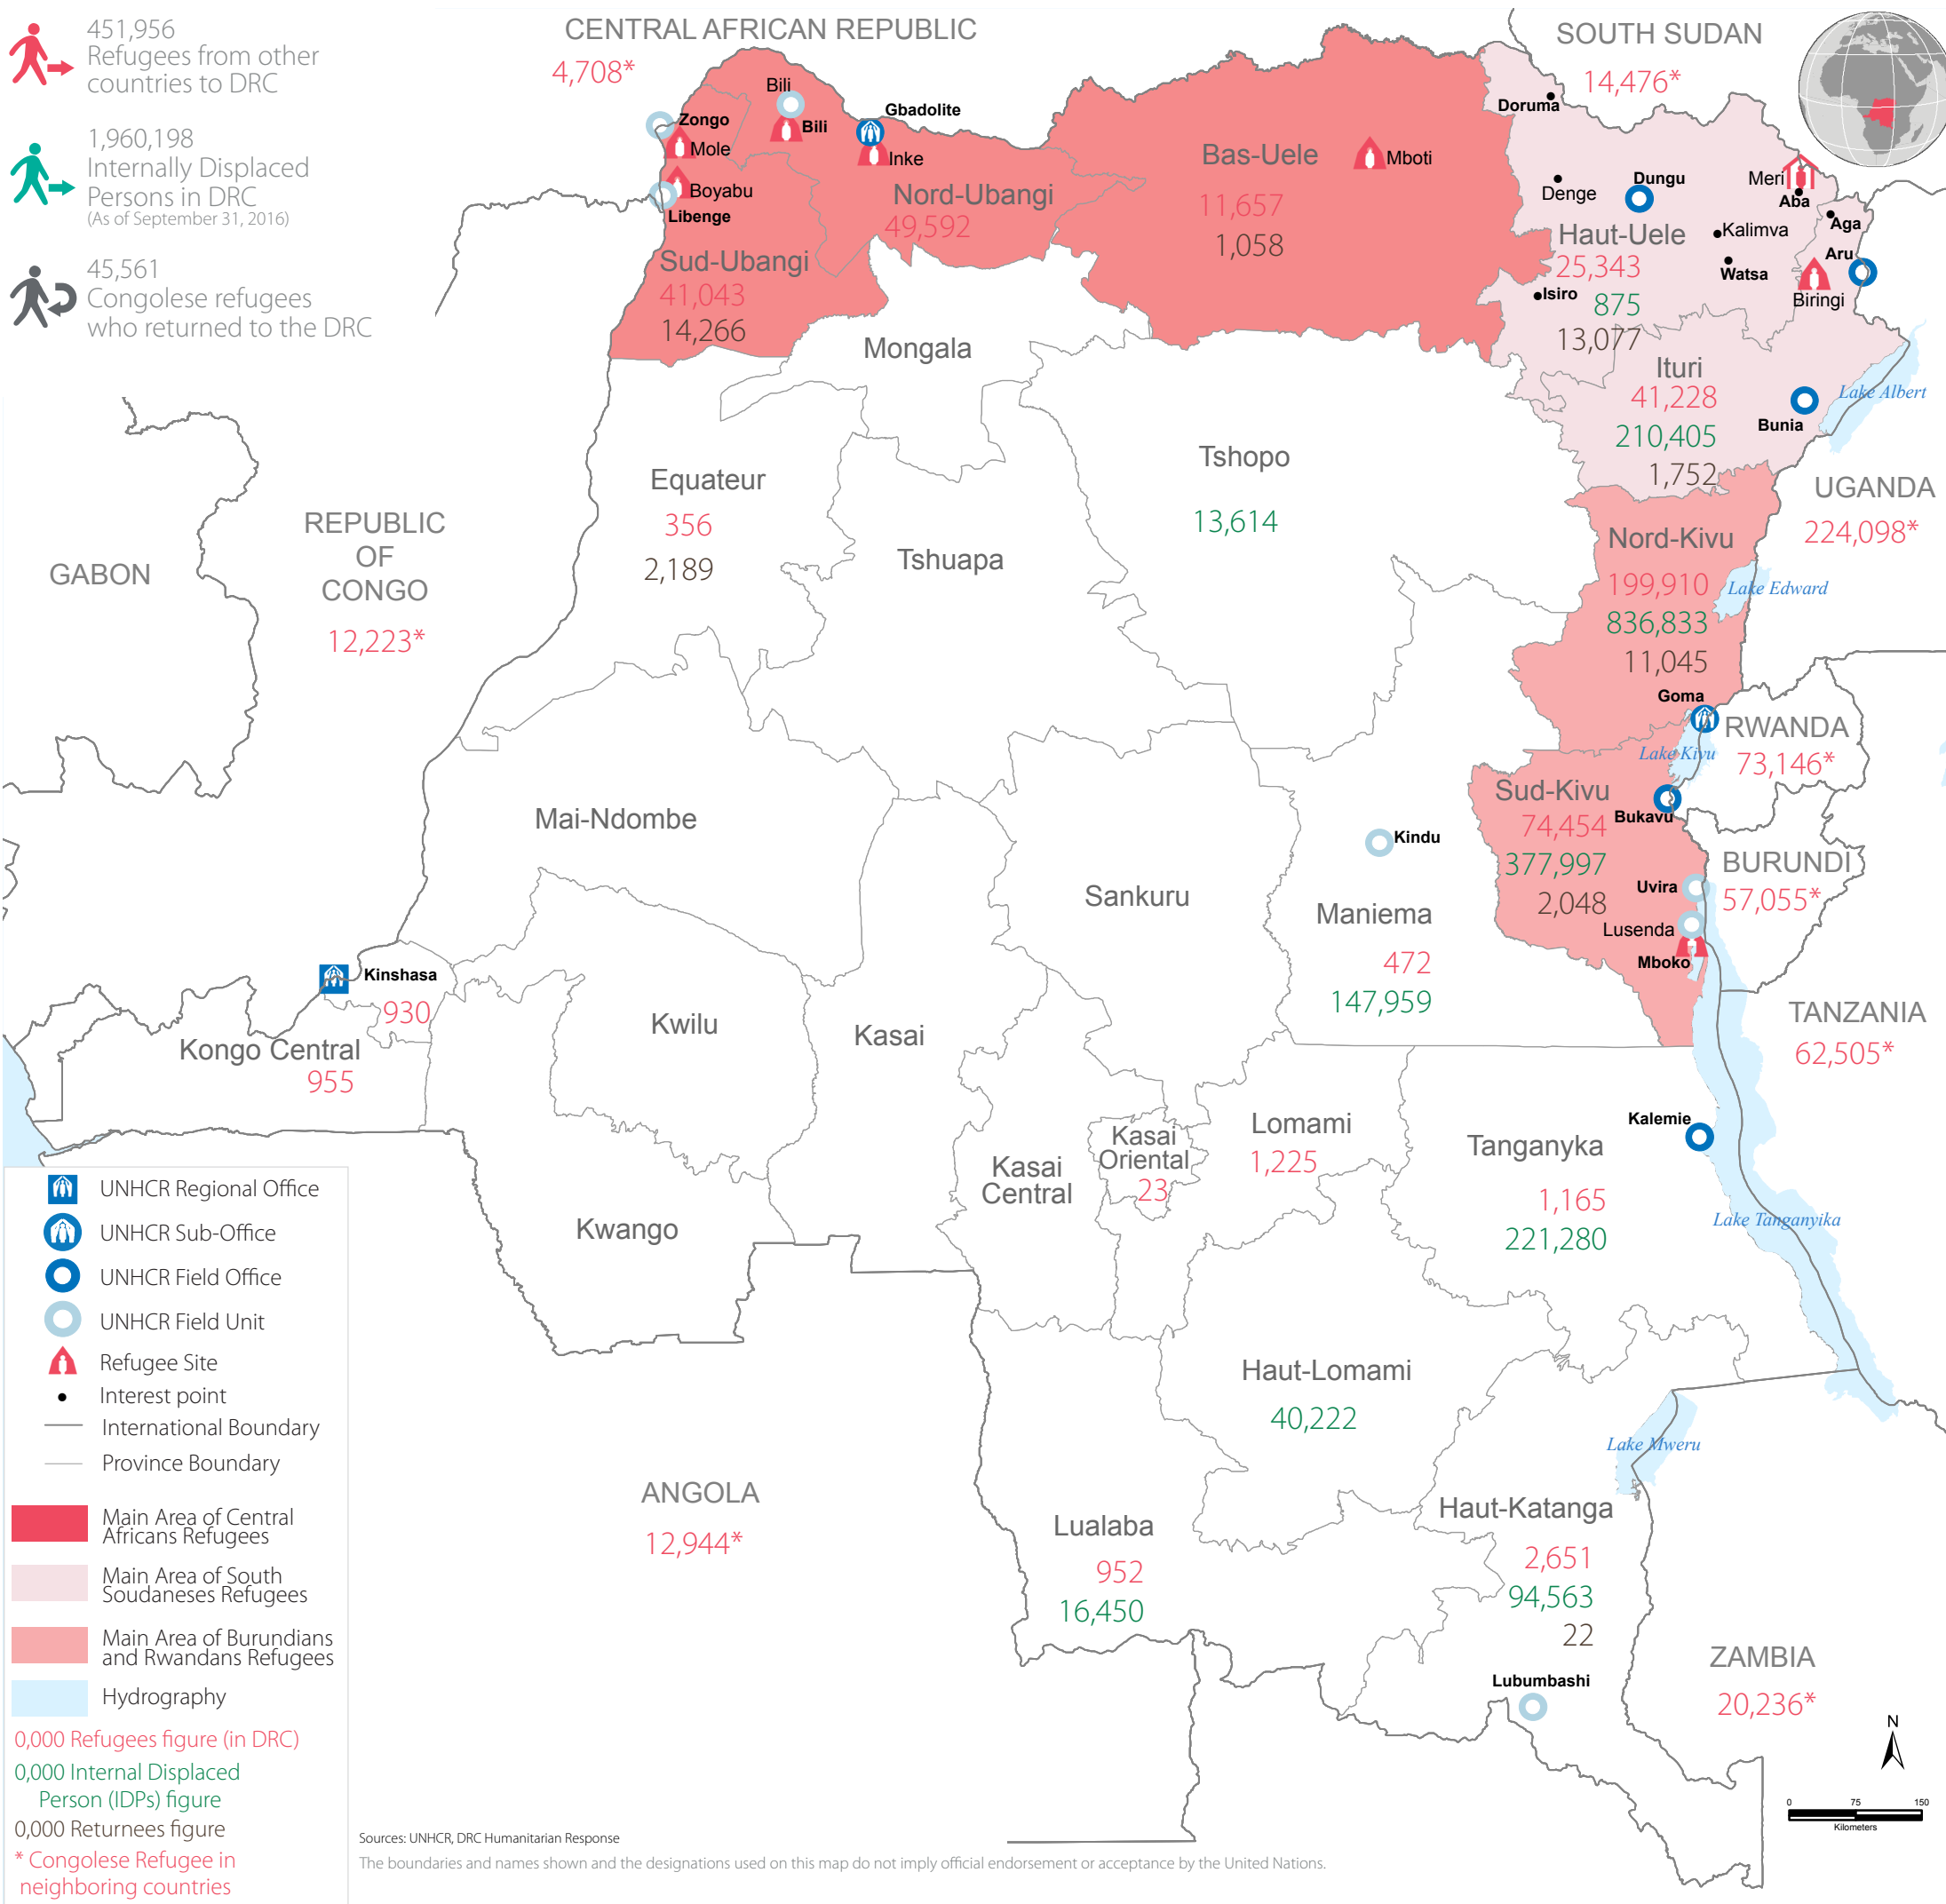 451,956
Refugees from other
countries to DRC
1,960,198
Internally Displaced
Persons in DRC
(As of September 31, 2016)
45,561
Congolese refugees
who returned to the DRC
CENTRAL AFRICAN REPUBLIC
4,708*
SOUTH SUDAN
14,476*
Bili
Zongo
Mole
Bili
Gbadolite
Inke
Boyabu
Libenge
Nord-Ubangi
49,592
Sud-Ubangi
41,043
14,266
Bas-Uele
11,657
1,058
Mboti
Doruma
Denge
Dungu
Meri
Aba
Aga
Kalimva
Haut-Uele
25,343
875
13,077
Watsa
Isiro
Aru
Biringi
Ituri
41,228
210,405
1,752
Bunia
Lake Albert
Mongala
Equateur
356
2,189
Tshuapa
Tshopo
13,614
GABON
REPUBLIC
OF
CONGO
12,223*
UGANDA
224,098*
Nord-Kivu
199,910
836,833
11,045
Lake Edward
Goma
RWANDA
73,146*
Lake Kivu
Sud-Kivu
74,454
377,997
2,048
Bukavu
Uvira
Lusenda
Mboko
BURUNDI
57,055*
TANZANIA
62,505*
Mai-Ndombe
Sankuru
Kindu
Maniema
472
147,959
Kinshasa
930
Kongo Central
955
Kwilu
Kasai
Kwango
Kasai
Central
Kasai
Oriental
23
Lomami
1,225
Tanganyka
1,165
221,280
Kalemie
Lake Tanganyika
Haut-Lomami
40,222
Lake Mweru
ANGOLA
12,944*
Lualaba
952
16,450
Haut-Katanga
2,651
94,563
22
Lubumbashi
ZAMBIA
20,236*
UNHCR Regional Office
UNHCR Sub-Office
UNHCR Field Office
UNHCR Field Unit
Refugee Site
Interest point
International Boundary
Province Boundary
Main Area of Central
Africans Refugees
Main Area of South
Soudaneses Refugees
Main Area of Burundians
and Rwandans Refugees
Hydrography
0,000 Refugees figure (in DRC)
0,000 Internal Displaced
Person (IDPs) figure
0,000 Returnees figure
* Congolese Refugee in
neighboring countries
N
0 75 150
Kilometers
Sources: UNHCR, DRC Humanitarian Response
The boundaries and names shown and the designations used on this map do not imply official endorsement or acceptance by the United Nations.